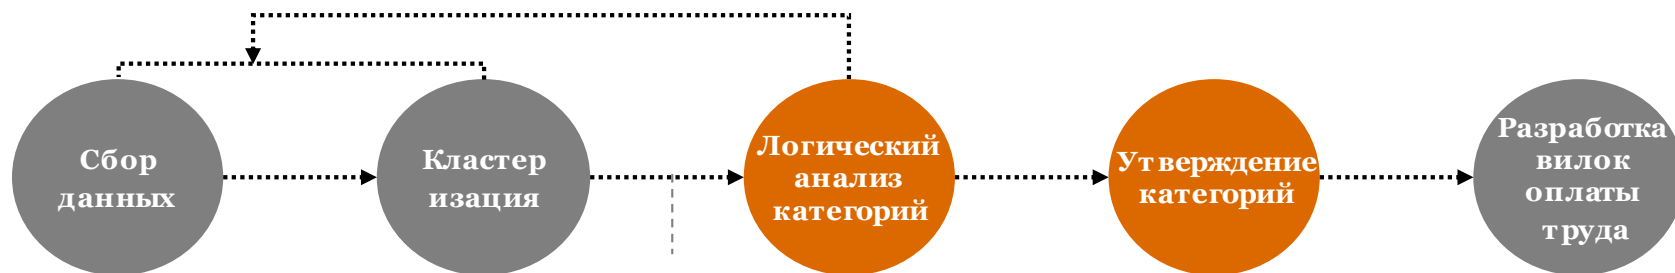 Сбор
данных
Кластер
изация
Логический
анализ
категорий
Утверждение
категорий
Разработка
вилок
оплаты
труда